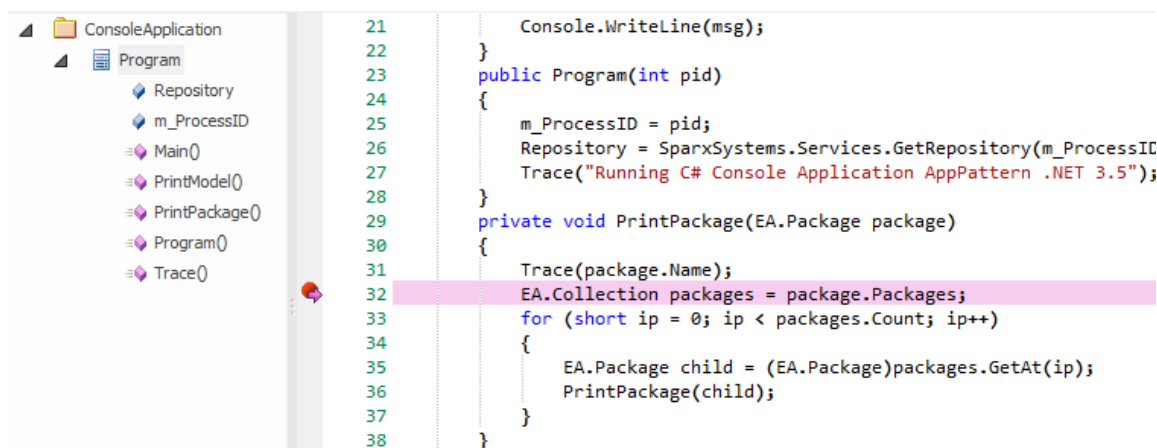 ConsoleApplication
Program
Repository
m_ProcessID
Main()
PrintModel()
PrintPackage()
Program()
Trace()
21 Console.WriteLine(msg);
22 }
23 public Program(int pid)
24 {
25 m_ProcessID = pid;
26 Repository = SparxSystems.Services.GetRepository(m_ProcessID
27 Trace("Running C# Console Application AppPattern .NET 3.5");
28 }
29 private void PrintPackage(EA.Package package)
30 {
31 Trace(package.Name);
32 EA.Collection packages = package.Packages;
33 for (short ip = 0; ip < packages.Count; ip++)
34 {
35 EA.Package child = (EA.Package)packages.GetAt(ip);
36 PrintPackage(child);
37 }
38 }